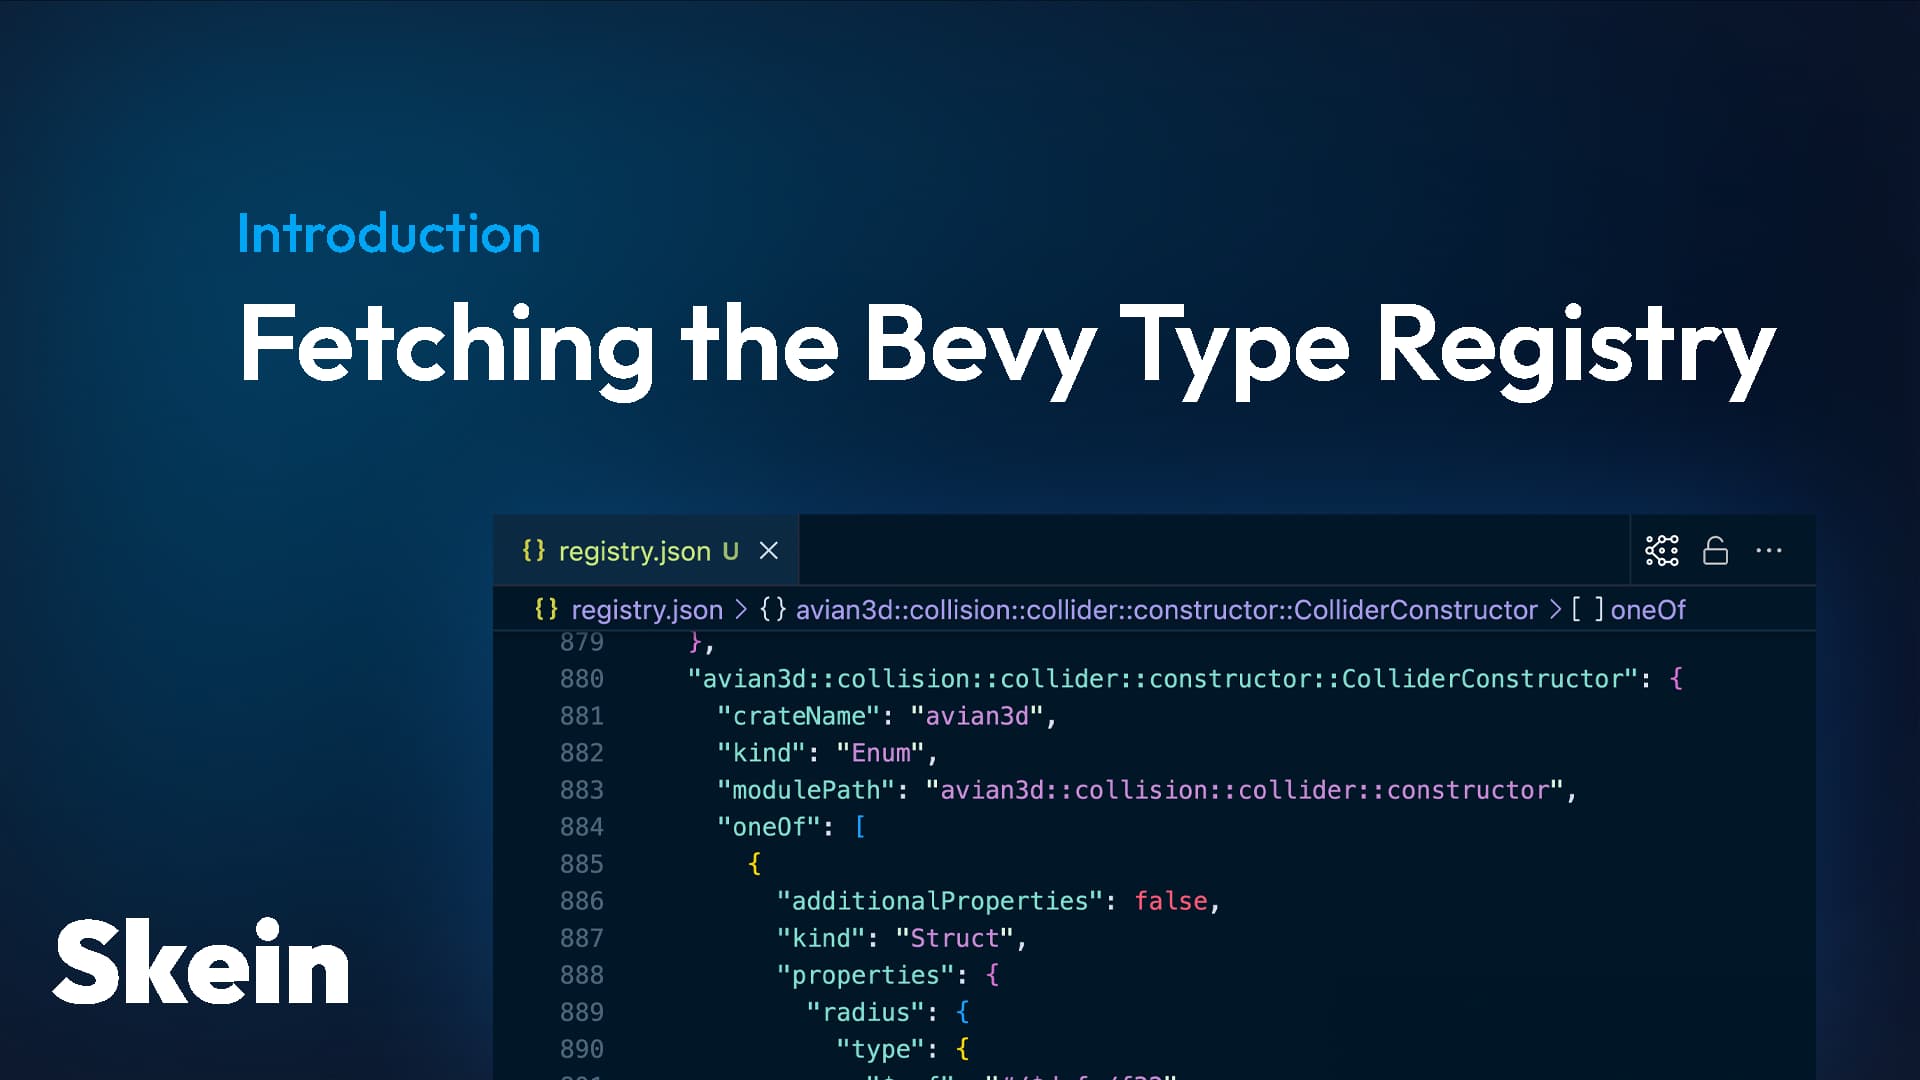 Introduction
Fetching the Bevy Type Registry
{} registry.json U ×
{} registry.json > {} avian3d::collision::collider::constructor::ColliderConstructor > [ ] oneOf
879 },
880 "avian3d::collision::collider::constructor::ColliderConstructor": {
881 "crateName": "avian3d",
882 "kind": "Enum",
883 "modulePath": "avian3d::collision::collider::constructor",
884 "oneOf": [
885 {
886 "additionalProperties": false,
887 "kind": "Struct",
888 "properties": {
889 "radius": {
890 "type": {
Skein